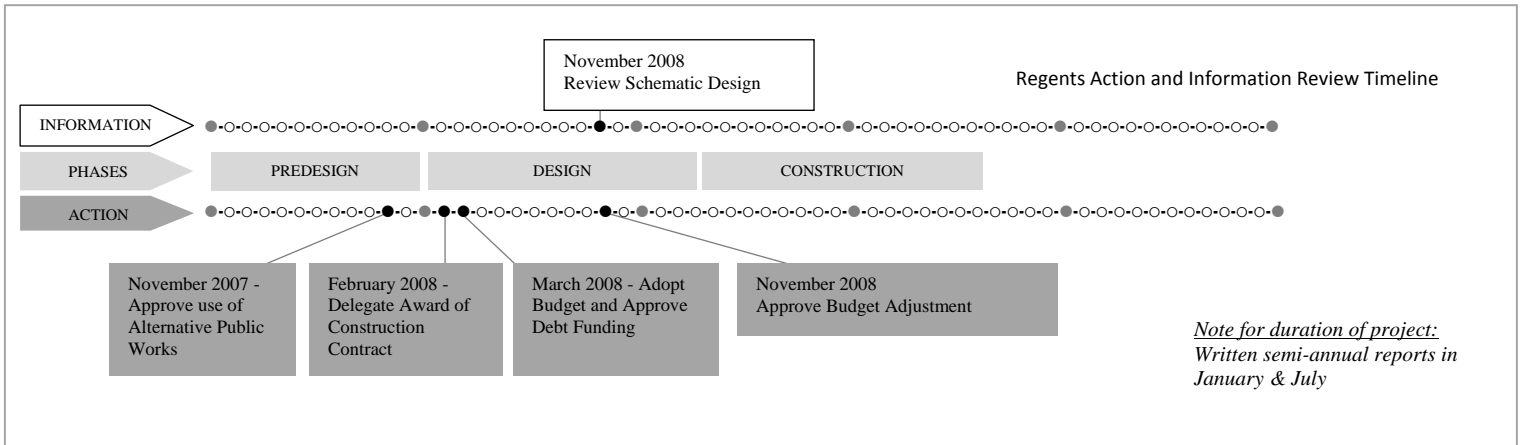 November 2008
Review Schematic Design
Regents Action and Information Review Timeline
INFORMATION
PHASES
PREDESIGN
DESIGN
CONSTRUCTION
ACTION
November 2007 -
Approve use of
Alternative Public
Works
February 2008 -
Delegate Award of
Construction
Contract
March 2008 - Adopt
Budget and Approve
Debt Funding
November 2008
Approve Budget Adjustment
Note for duration of project:
Written semi-annual reports in
January & July